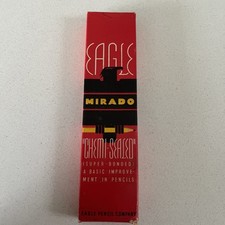 EAGLE
MIRADO
"CHEMI-SEALED"
(SUPER BONDED)
A BASIC IMPROVE-
MENT IN PENCILS
EAGLE PENCIL COMPANY